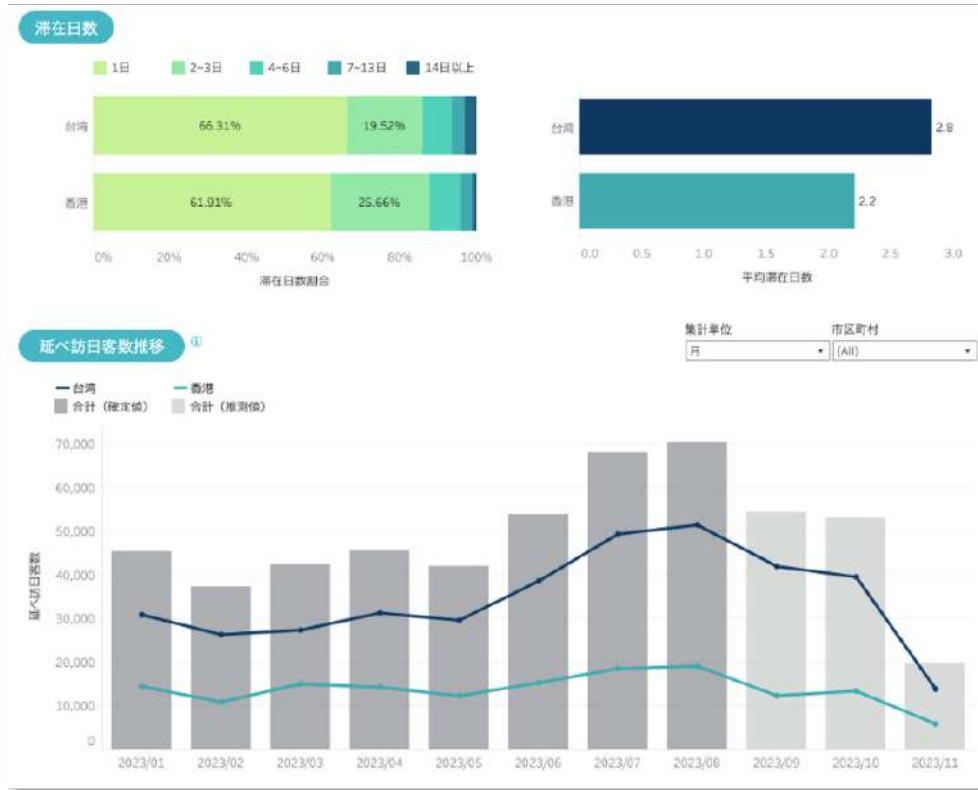 滞在日数
1日 2~3日 4~6日 7~13日 14日以上
台湾 66.31% 19.52%
香港 61.91% 25.66%
0% 20% 40% 60% 80% 100%
滞在日数割合
台湾 2.8
香港 2.2
0.0 0.5 1.0 1.5 2.0 2.5 3.0
平均滞在日数
延べ訪日客数推移
集計単位 市区町村
月 (All)
台湾 香港
合計（確定値） 合計（推測値）
延べ訪日客数
70,000
60,000
50,000
40,000
30,000
20,000
10,000
0
2023/01 2023/02 2023/03 2023/04 2023/05 2023/06 2023/07 2023/08 2023/09 2023/10 2023/11